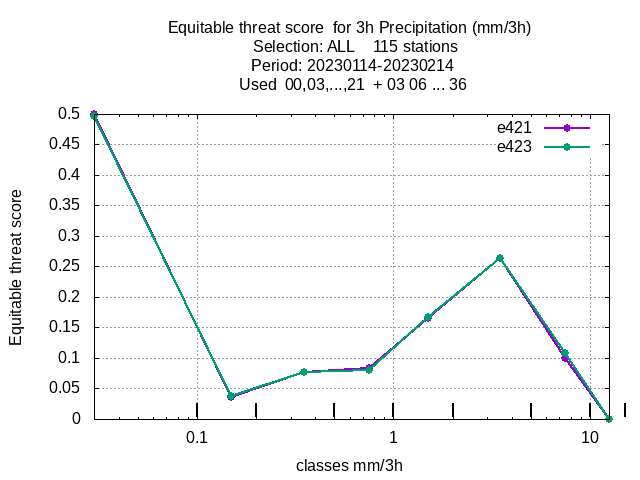 Equitable threat score  for 3h Precipitation (mm/3h)
Selection: ALL    115 stations
Period: 20230114-20230214
Used  00,03,...,21  + 03 06 ... 36
e421
e423
0.5
0.45
0.4
0.35
0.3
0.25
0.2
0.15
0.1
0.05
0
Equitable threat score
0.1 1 10
classes mm/3h